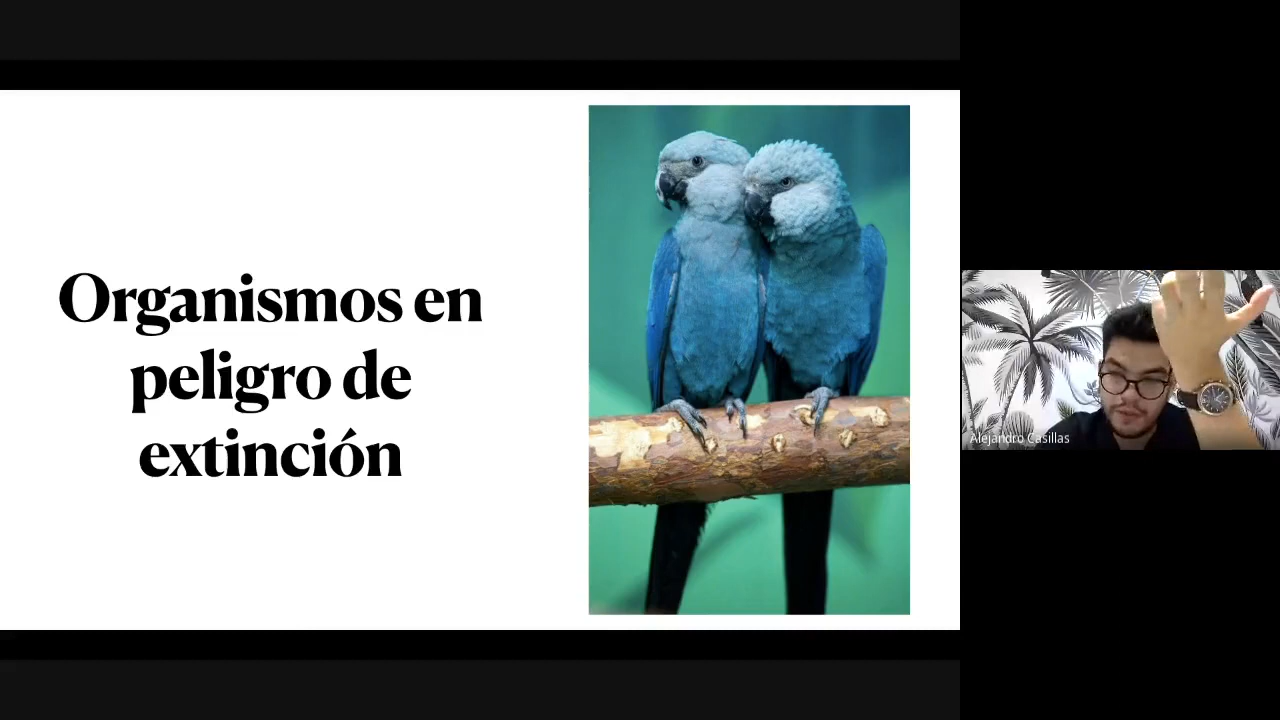 Organismos en
peligro de
extinción
Alejandro Casillas